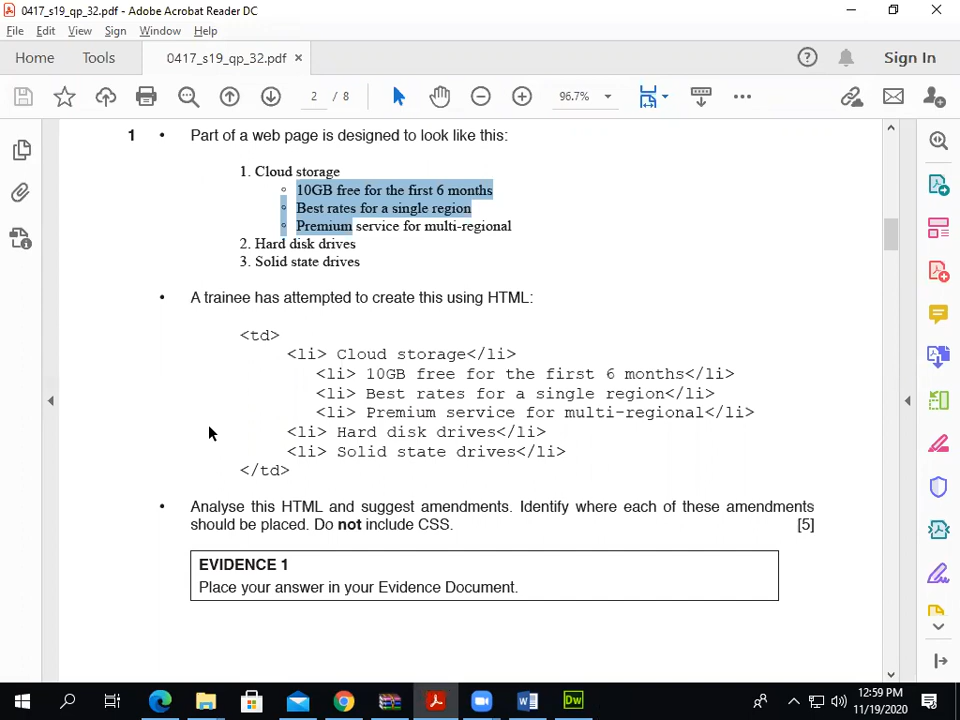 0417_s19_qp_32.pdf - Adobe Acrobat Reader DC
File Edit View Sign Window Help
Home Tools 0417_s19_qp_32.pdf × Sign In
2 / 8 96.7%
1 • Part of a web page is designed to look like this:
1. Cloud storage
◦ 10GB free for the first 6 months
◦ Best rates for a single region
◦ Premium service for multi-regional
2. Hard disk drives
3. Solid state drives
• A trainee has attempted to create this using HTML:
<td>
<li> Cloud storage</li>
<li> 10GB free for the first 6 months</li>
<li> Best rates for a single region</li>
<li> Premium service for multi-regional</li>
<li> Hard disk drives</li>
<li> Solid state drives</li>
</td>
• Analyse this HTML and suggest amendments. Identify where each of these amendments
should be placed. Do not include CSS. [5]
EVIDENCE 1
Place your answer in your Evidence Document.
Dw
12:59 PM
11/19/2020